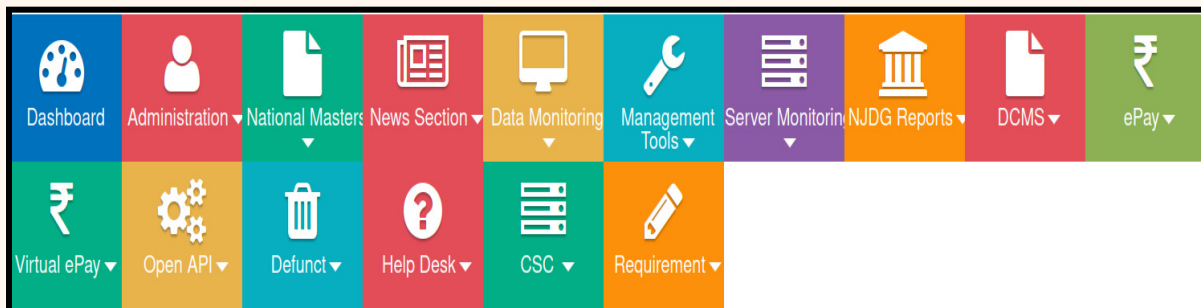 Dashboard
Administration
National Masters
News Section
Data Monitoring
Management
Tools
Server Monitoring
NJDG Reports
DCMS
ePay
Virtual ePay
Open API
Defunct
Help Desk
CSC
Requirement